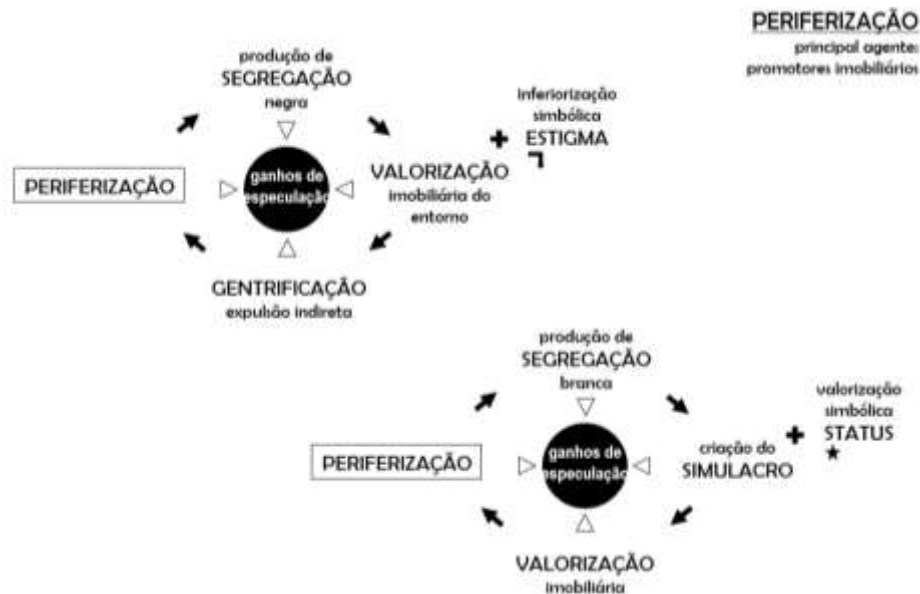 PERIFERIZAÇÃO
principal agente:
promotores imobiliários
produção de
SEGREGAÇÃO
negra
inferiorização
simbólica
ESTIGMA
PERIFERIZAÇÃO
ganhos de
especulação
VALORIZAÇÃO
imobiliária do
entorno
GENTRIFICAÇÃO
expulsão indireta
produção de
SEGREGAÇÃO
branca
valorização
simbólica
STATUS
PERIFERIZAÇÃO
ganhos de
especulação
criação do
SIMULACRO
VALORIZAÇÃO
imobiliária